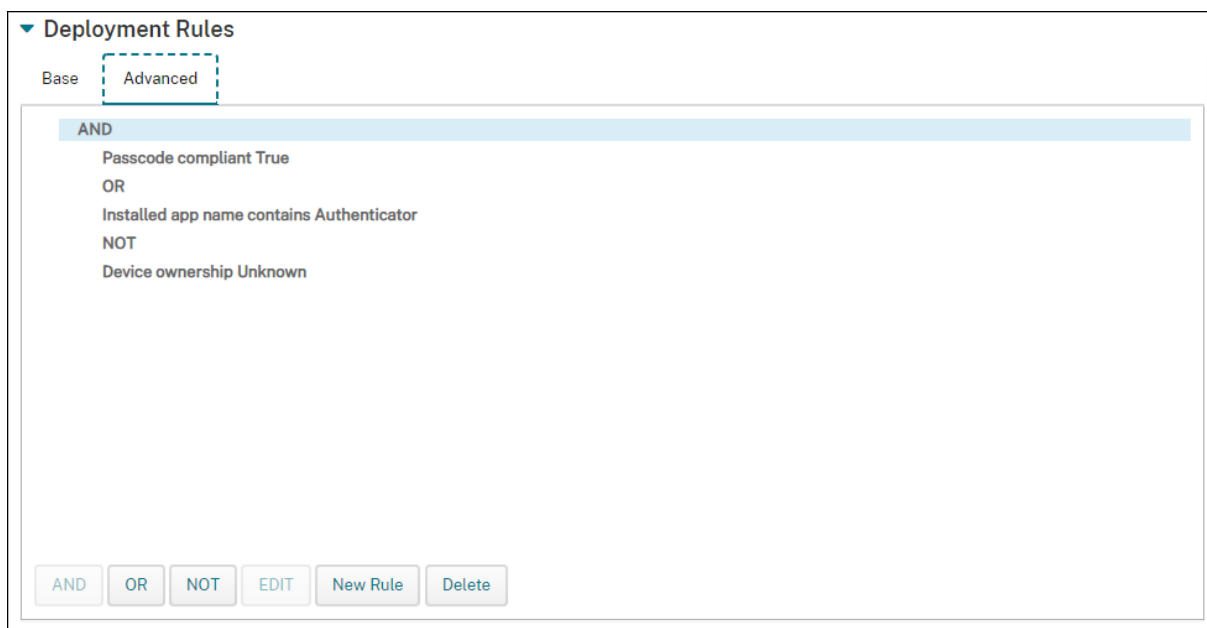 Deployment Rules
Base Advanced
AND
Passcode compliant True
OR
Installed app name contains Authenticator
NOT
Device ownership Unknown
AND OR NOT EDIT New Rule Delete